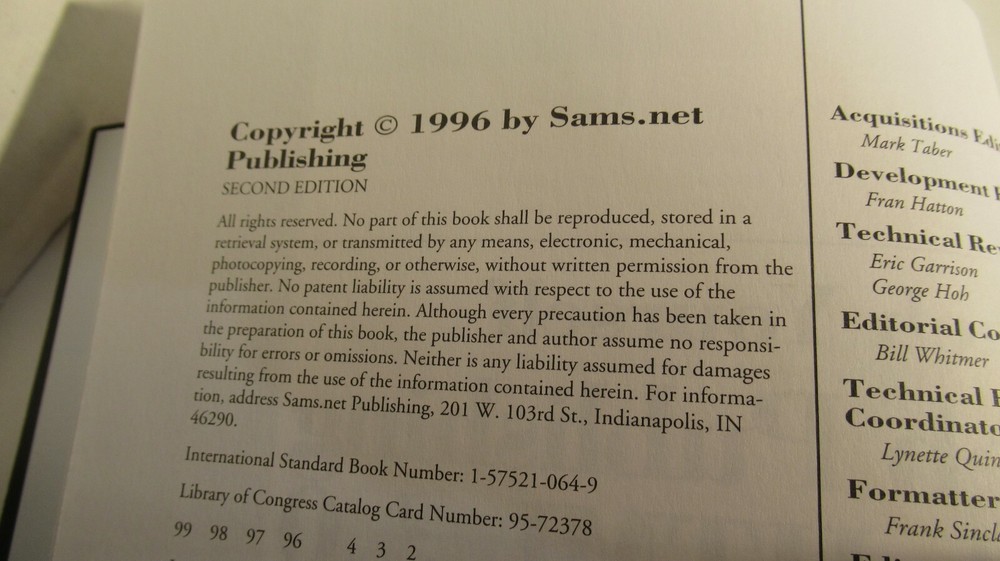 Copyright © 1996 by Sams.net
Publishing
SECOND EDITION
All rights reserved. No part of this book shall be reproduced, stored in a
retrieval system, or transmitted by any means, electronic, mechanical,
photocopying, recording, or otherwise, without written permission from the
publisher. No patent liability is assumed with respect to the use of the
information contained herein. Although every precaution has been taken in
the preparation of this book, the publisher and author assume no responsi-
bility for errors or omissions. Neither is any liability assumed for damages
resulting from the use of the information contained herein. For informa-
tion, address Sams.net Publishing, 201 W. 103rd St., Indianapolis, IN
46290.
International Standard Book Number: 1-57521-064-9
Library of Congress Catalog Card Number: 95-72378
99 98 97 96 4 3 2
Acquisitions
Mark Taber
Development
Fran Hatton
Technical
Eric Garrison
George Hoh
Editorial
Bill Whitmer
Technical
Lynette
Formatter
Frank